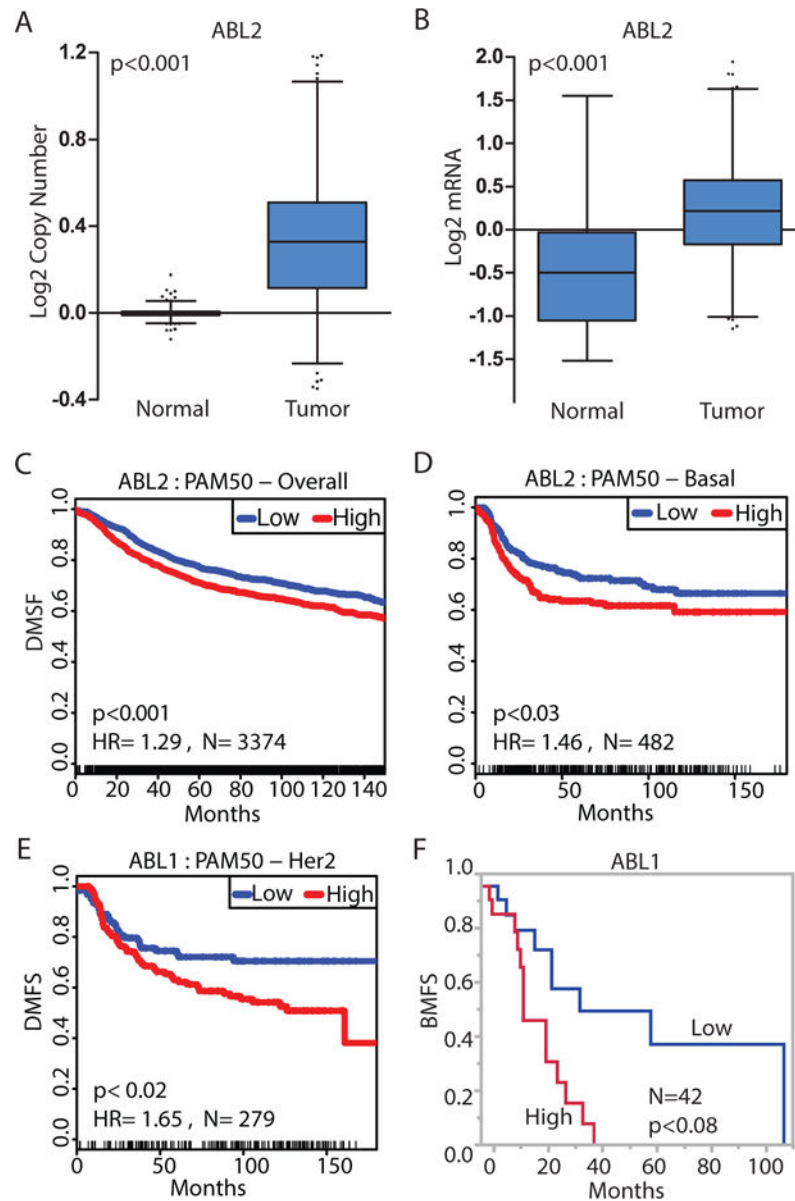 A
ABL2
p<0.001
Log2 Copy Number
1.2
0.8
0.4
0.0
-0.4
Normal Tumor
B
ABL2
p<0.001
Log2 mRNA
2.0
1.5
1.0
0.5
0.0
-0.5
-1.0
-1.5
Normal Tumor
C
ABL2 : PAM50 – Overall
Low High
DMSF
1.0
0.8
0.6
0.4
0.2
0.0
p<0.001
HR= 1.29 , N= 3374
0 20 40 60 80 100 120 140
Months
D
ABL2 : PAM50 – Basal
Low High
1.0
0.8
0.6
0.4
0.2
0.0
p<0.03
HR= 1.46 , N= 482
0 50 100 150
Months
E
ABL1 : PAM50 – Her2
Low High
DMFS
1.0
0.8
0.6
0.4
0.2
0.0
p< 0.02
HR= 1.65 , N= 279
0 50 100 150
Months
F
ABL1
BMFS
1.0
0.8
0.6
0.4
0.2
0.0
Low
High
N=42
p<0.08
0 20 40 60 80 100
Months